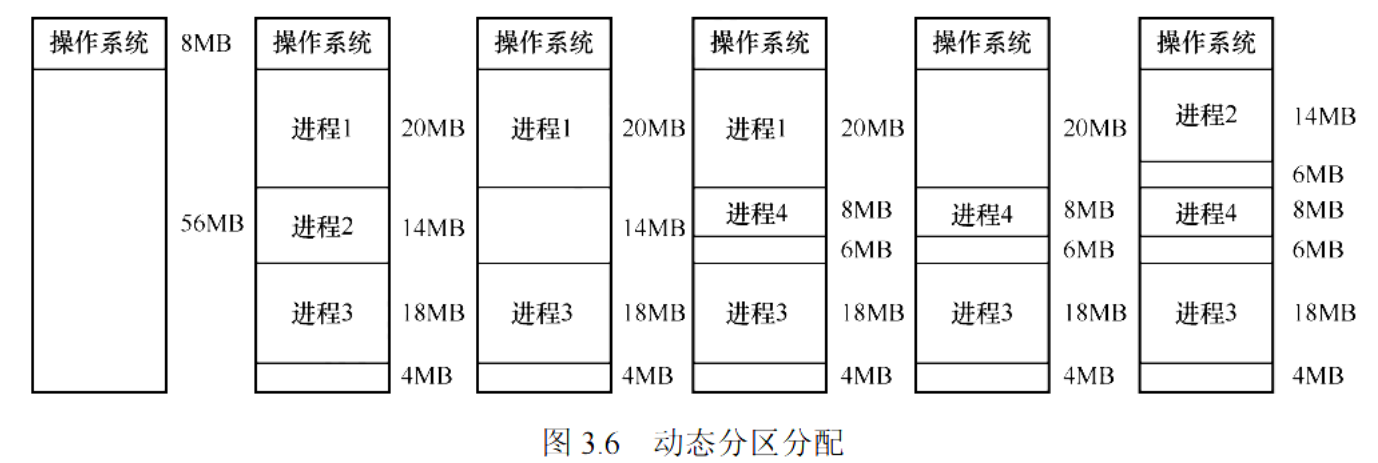 操作系统 8MB 操作系统 操作系统 操作系统 操作系统 操作系统
进程1 20MB 进程1 20MB 进程1 20MB 20MB 进程2 14MB
6MB
56MB 进程2 14MB 14MB 进程4 8MB 进程4 8MB 进程4 8MB
6MB 6MB 6MB
进程3 18MB 进程3 18MB 进程3 18MB 进程3 18MB 进程3 18MB
4MB 4MB 4MB 4MB 4MB
图 3.6 动态分区分配